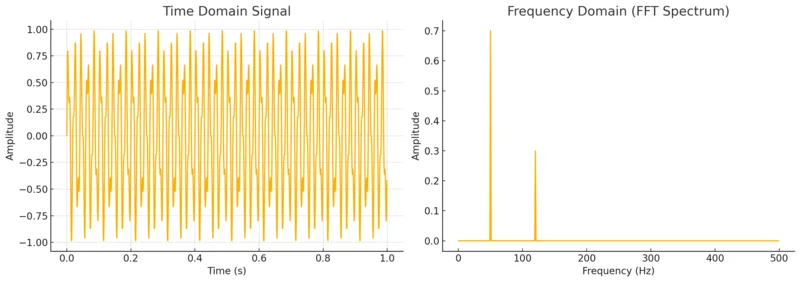 Time Domain Signal
1.00
0.75
0.50
0.25
0.00
−0.25
−0.50
−0.75
−1.00
Amplitude
0.0 0.2 0.4 0.6 0.8 1.0
Time (s)
Frequency Domain (FFT Spectrum)
0.7
0.6
0.5
0.4
0.3
0.2
0.1
0.0
Amplitude
0 100 200 300 400 500
Frequency (Hz)